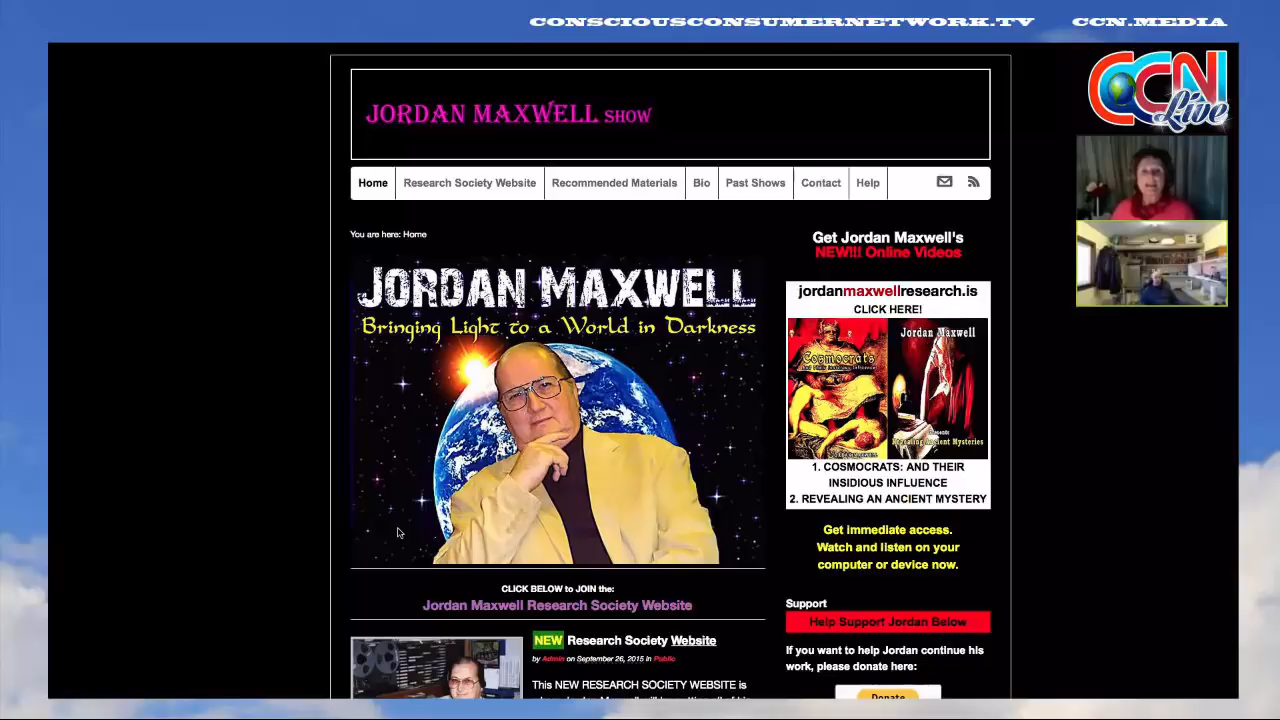 CONSCIOUSCONSUMERNETWORK.TV CCN.MEDIA
CCN
Live
JORDAN MAXWELL SHOW
Home Research Society Website Recommended Materials Bio Past Shows Contact Help
You are here: Home
JORDAN MAXWELL
Bringing Light to a World in Darkness
CLICK BELOW to JOIN the:
Jordan Maxwell Research Society Website
NEW Research Society Website
by Admin on September 26, 2015 in Public
This NEW RESEARCH SOCIETY WEBSITE is
Get Jordan Maxwell's
NEW!!! Online Videos
jordanmaxwellresearch.is
CLICK HERE!
Cosmocrats
Jordan Maxwell
Revealing Ancient Mysteries
1. COSMOCRATS: AND THEIR
INSIDIOUS INFLUENCE
2. REVEALING AN ANCIENT MYSTERY
Get immediate access.
Watch and listen on your
computer or device now.
Support
Help Support Jordan Below
If you want to help Jordan continue his
work, please donate here:
Donate